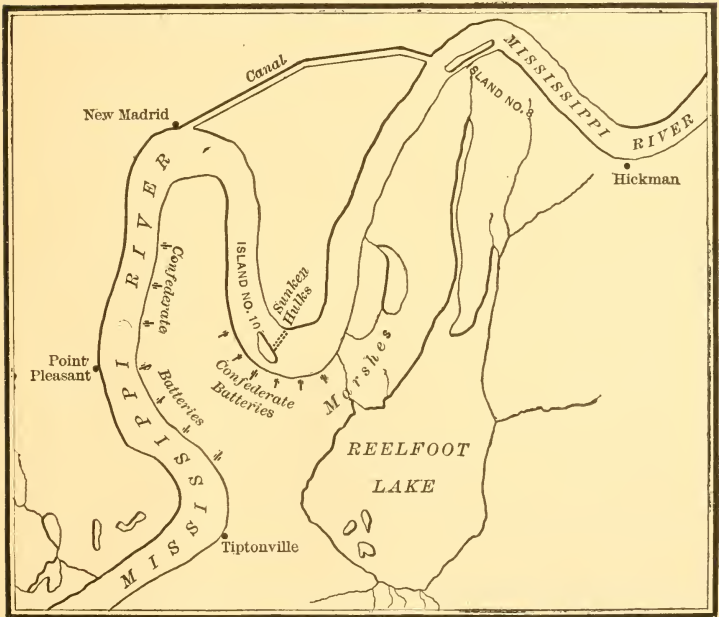 MISSISSIPPI RIVER
ISLAND NO. 8
Canal
New Madrid
Hickman
MISSISSIPPI RIVER
Confederate Batteries
ISLAND NO. 10
Sunken
Hulks
Point
Pleasant
Confederate
Batteries
Marshes
REELFOOT
LAKE
Tiptonville